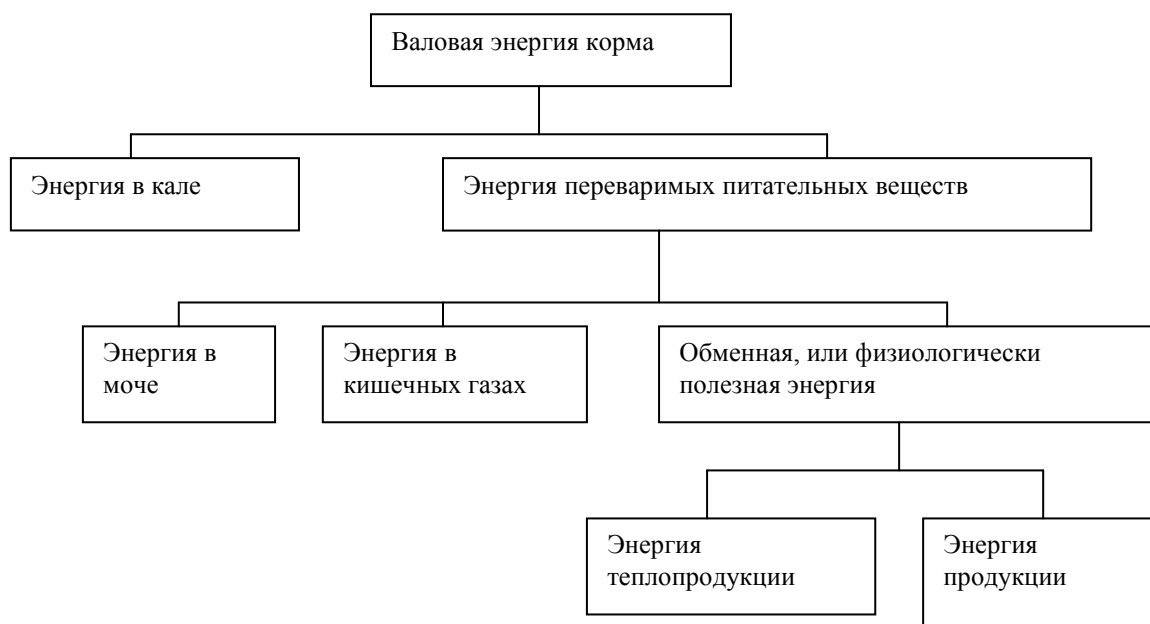 Валовая энергия корма
Энергия в кале
Энергия переваримых питательных веществ
Энергия в
моче
Энергия в
кишечных газах
Обменная, или физиологически
полезная энергия
Энергия
теплопродукции
Энергия
продукции